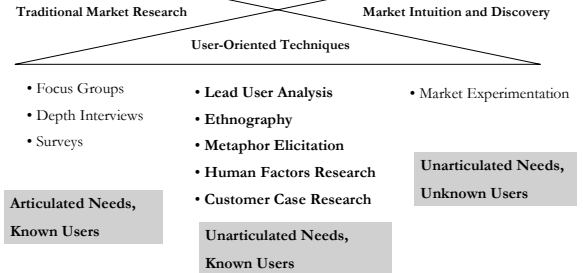 Traditional Market Research
Market Intuition and Discovery
User-Oriented Techniques
• Focus Groups
• Depth Interviews
• Surveys
Articulated Needs,
Known Users
• Lead User Analysis
• Ethnography
• Metaphor Elicitation
• Human Factors Research
• Customer Case Research
Unarticulated Needs,
Known Users
• Market Experimentation
Unarticulated Needs,
Unknown Users